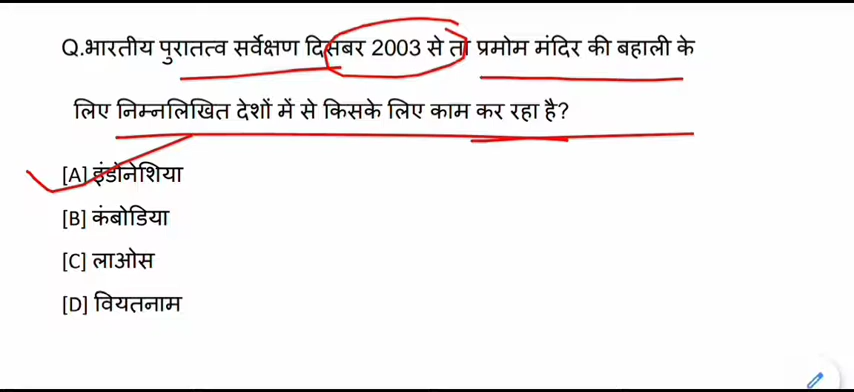 Q.भारतीय पुरातत्व सर्वेक्षण दिसंबर 2003 से ता प्रमोम मंदिर की बहाली के
लिए निम्नलिखित देशों में से किसके लिए काम कर रहा है?
[A] इंडोनेशिया
[B] कंबोडिया
[C] लाओस
[D] वियतनाम